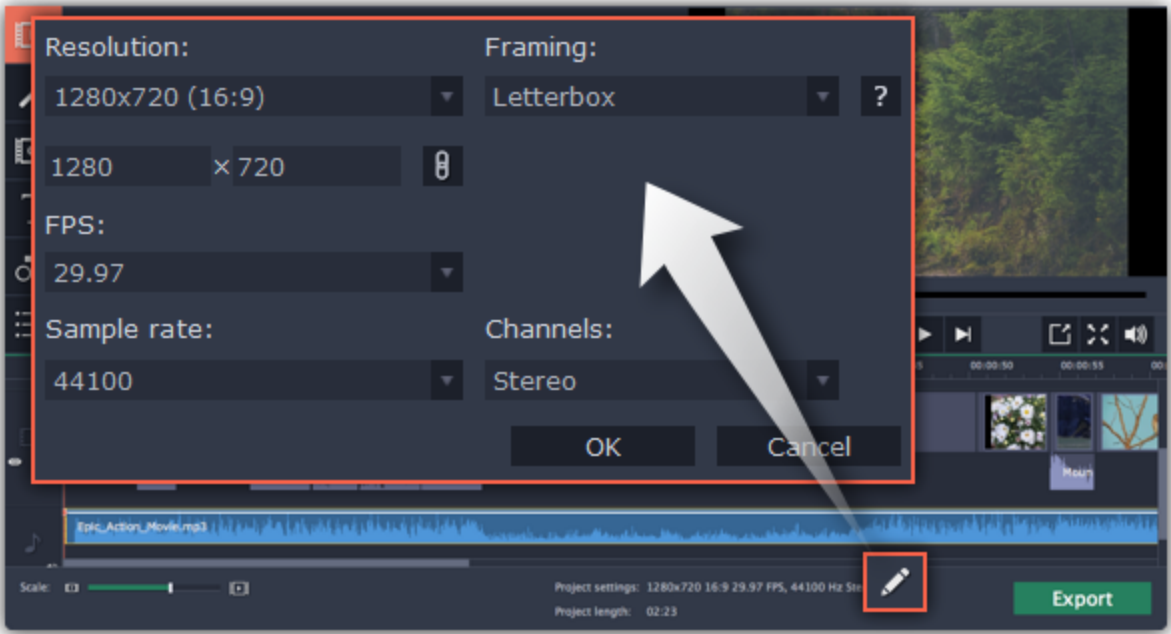 Resolution:
Framing:
1280x720 (16:9)
Letterbox
?
1280
×
720
FPS:
29.97
Sample rate:
Channels:
44100
Stereo
OK
Cancel
00:00:50
00:00:55
Moun
Epic_Action_Movie.mp3
Scale:
Project settings: 1280x720 16:9 29.97 FPS, 44100 Hz Ste
Project length: 02:23
Export